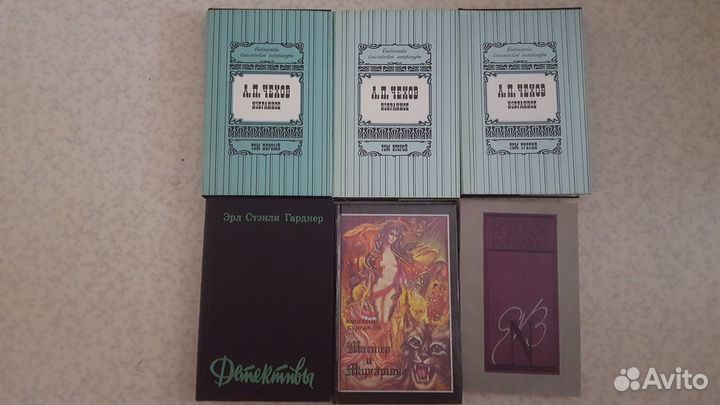 Библиотека
классической литературы
А.П. ЧЕХОВ
ИЗБРАННОЕ
ТОМ ПЕРВЫЙ
Библиотека
классической литературы
А.П. ЧЕХОВ
ИЗБРАННОЕ
ТОМ ВТОРОЙ
Библиотека
классической литературы
А.П. ЧЕХОВ
ИЗБРАННОЕ
ТОМ ТРЕТИЙ
Эрл Стэнли Гарднер
Детективы
БУЛГАКОВ
Мастер и
Маргарита
Avito